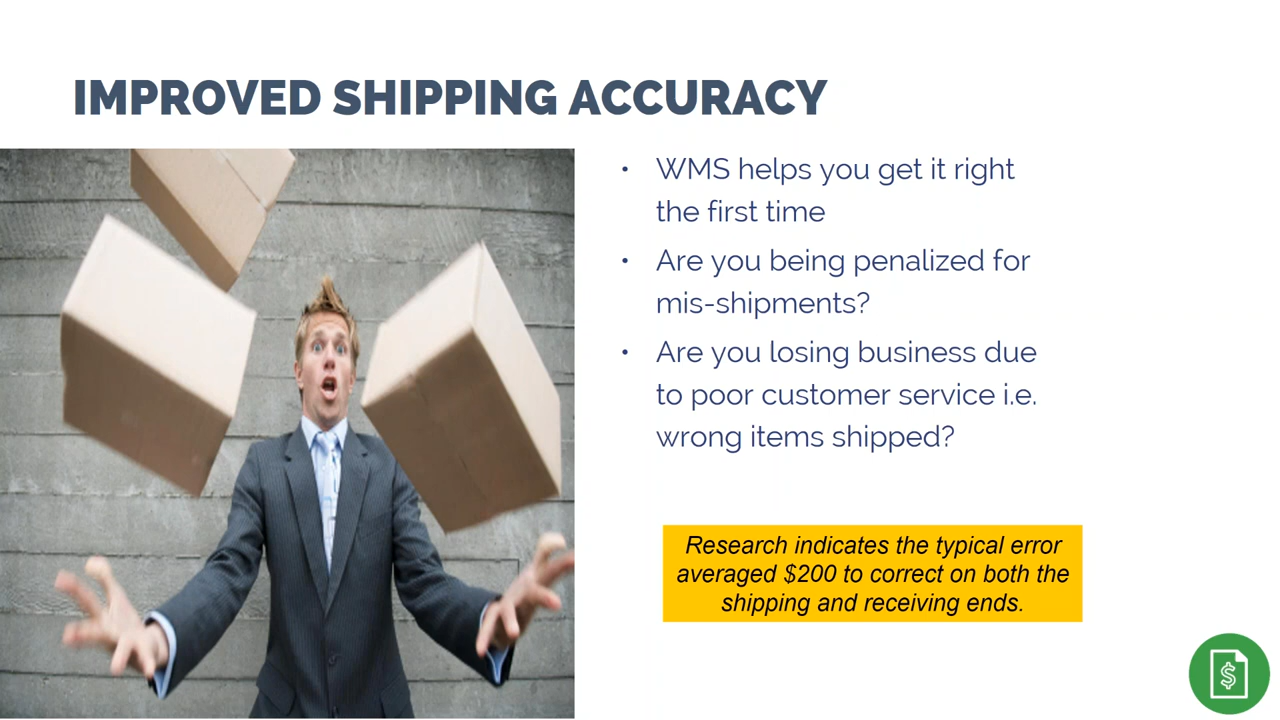 IMPROVED SHIPPING ACCURACY
• WMS helps you get it right
the first time
• Are you being penalized for
mis-shipments?
• Are you losing business due
to poor customer service i.e.
wrong items shipped?
Research indicates the typical error
averaged $200 to correct on both the
shipping and receiving ends.
$